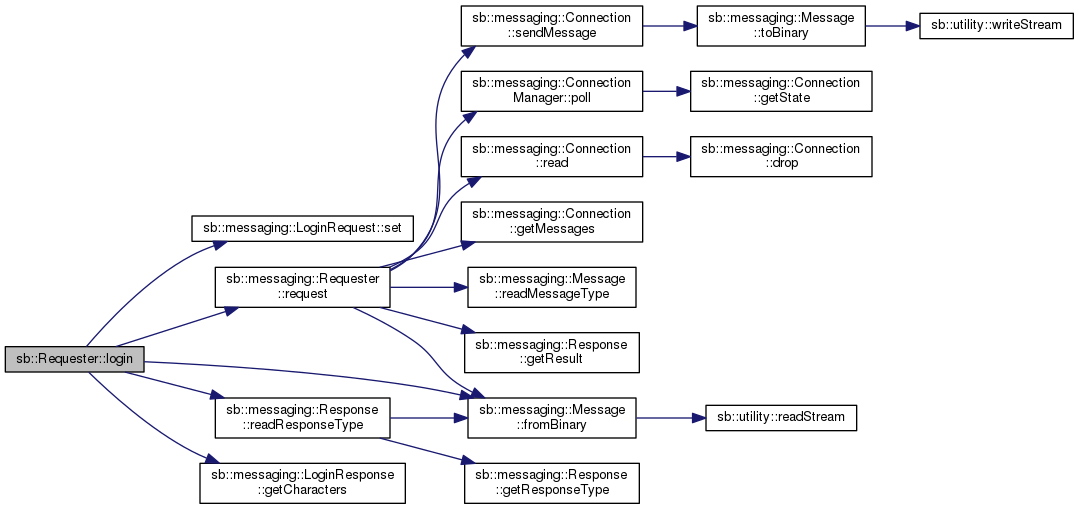 sb::messaging::Connection
::sendMessage
sb::messaging::Message
::toBinary
sb::utility::writeStream
sb::messaging::Connection
Manager::poll
sb::messaging::Connection
::getState
sb::messaging::Connection
::read
sb::messaging::Connection
::drop
sb::messaging::LoginRequest::set
sb::messaging::Connection
::getMessages
sb::messaging::Requester
::request
sb::messaging::Message
::readMessageType
sb::messaging::Response
::getResult
sb::Requester::login
sb::messaging::Response
::readResponseType
sb::messaging::Message
::fromBinary
sb::utility::readStream
sb::messaging::LoginResponse
::getCharacters
sb::messaging::Response
::getResponseType